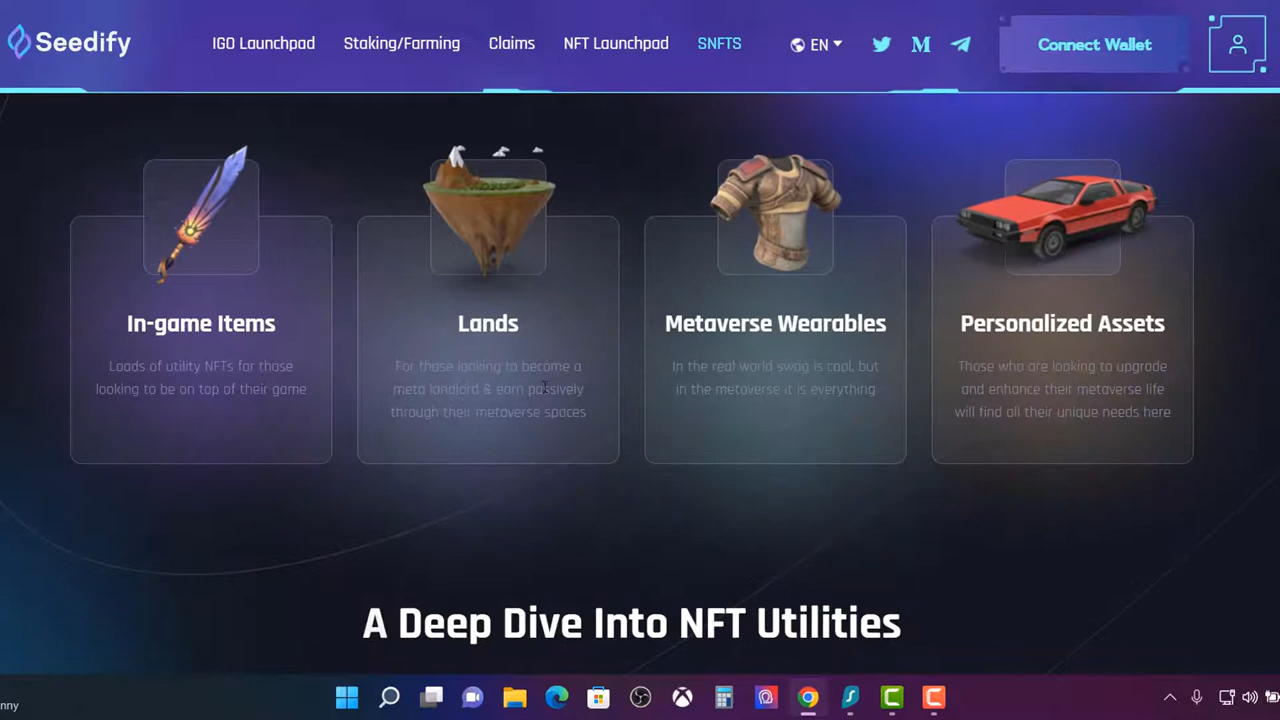 Seedify
IGO Launchpad
Staking/Farming
Claims
NFT Launchpad
SNFTS
EN
Connect Wallet
In-game Items
Loads of utility NFTs for those
looking to be on top of their game
Lands
For those looking to become a
meta landlord & earn passively
through their metaverse spaces
Metaverse Wearables
In the real world swag is cool, but
in the metaverse it is everything
Personalized Assets
Those who are looking to upgrade
and enhance their metaverse life
will find all their unique needs here
A Deep Dive Into NFT Utilities
nny